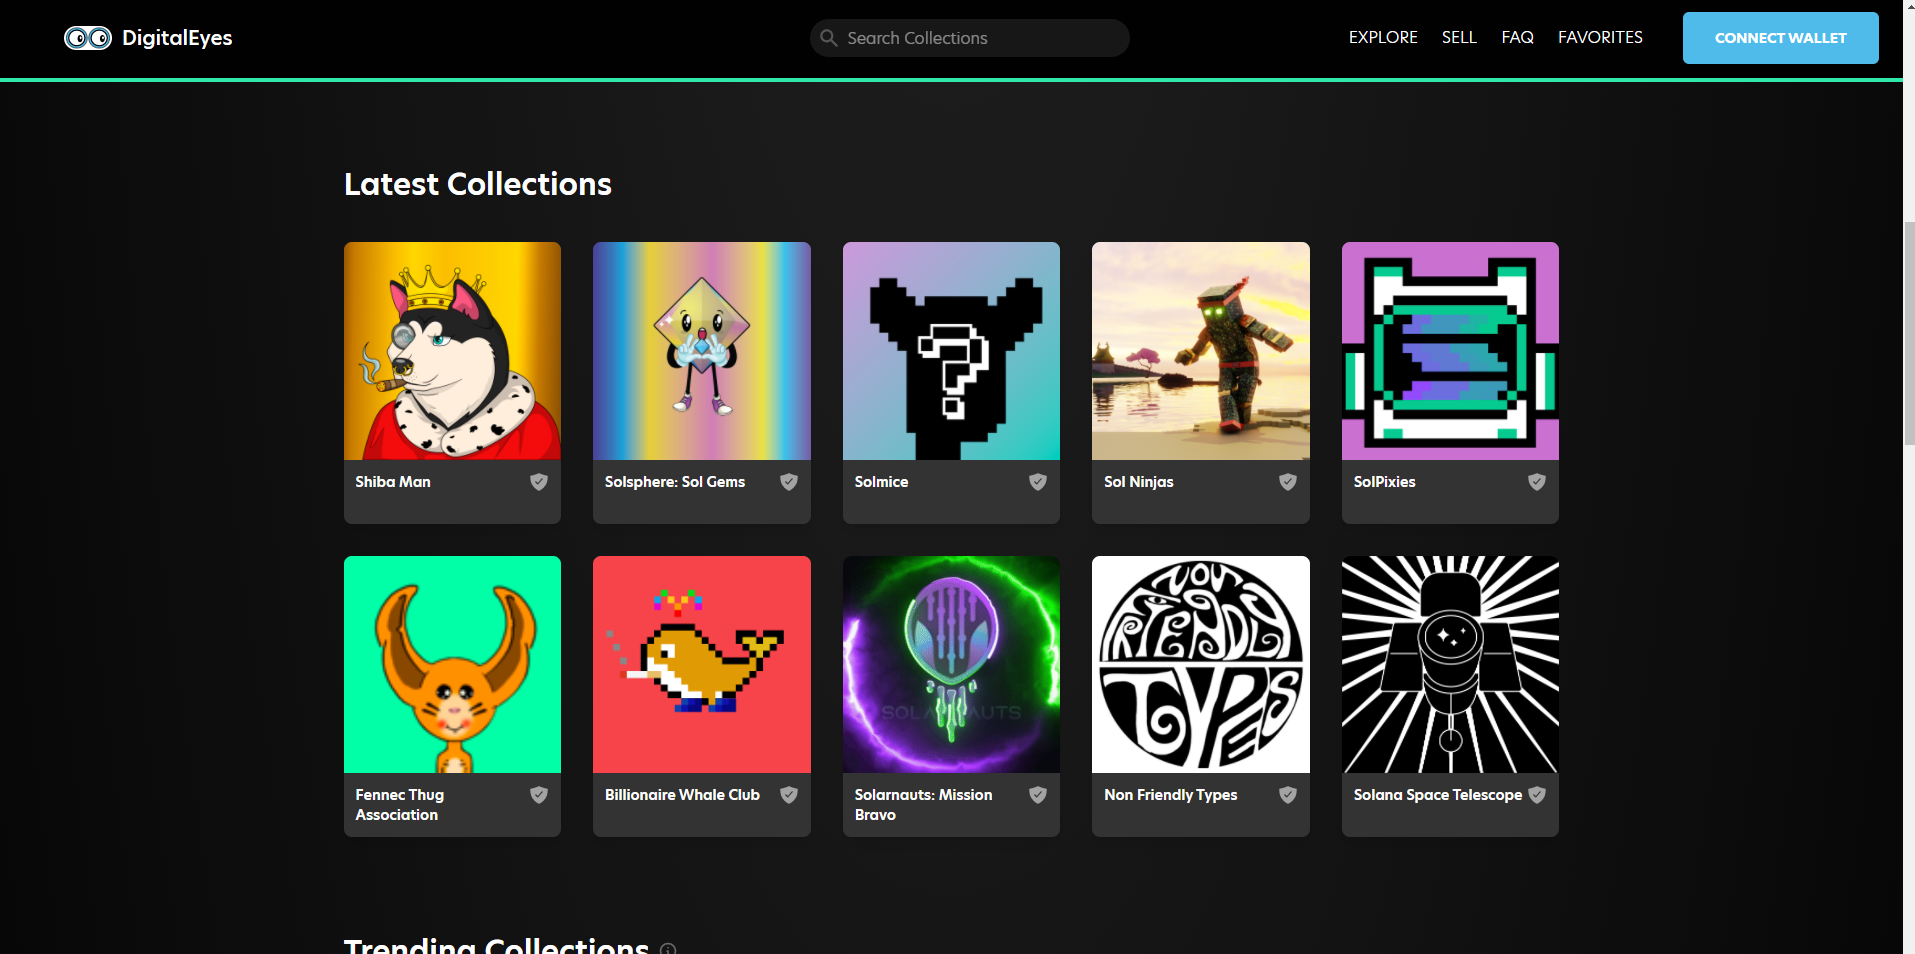 DigitalEyes
Search Collections
EXPLORE
SELL
FAQ
FAVORITES
CONNECT WALLET
Latest Collections
?
Shiba Man
Solsphere: Sol Gems
Solmice
Sol Ninjas
SolPixies
SOLARNAUTS
NON
FRIENDLY
TYPES
Fennec Thug
Association
Billionaire Whale Club
Solarnauts: Mission
Bravo
Non Friendly Types
Solana Space Telescope
Trending Collections